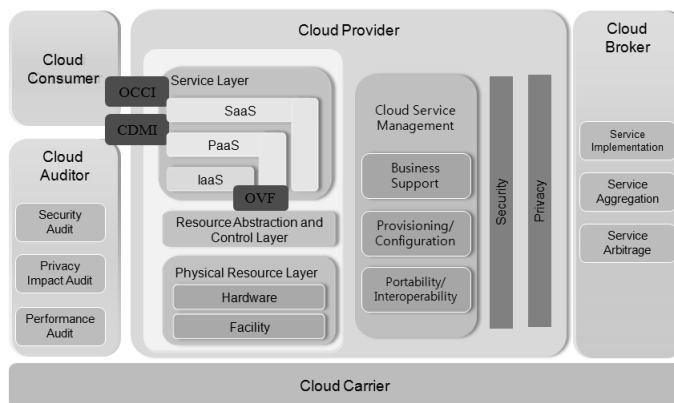 Cloud
Consumer
Cloud
Auditor
Security
Audit
Privacy
Impact Audit
Performance
Audit
Cloud Provider
OCCI
CDMI
Service Layer
SaaS
PaaS
IaaS
OVF
Resource Abstraction and
Control Layer
Physical Resource Layer
Hardware
Facility
Cloud Service
Management
Business
Support
Provisioning/
Configuration
Portability/
Interoperability
Security
Privacy
Cloud
Broker
Service
Implementation
Service
Aggregation
Service
Arbitrage
Cloud Carrier